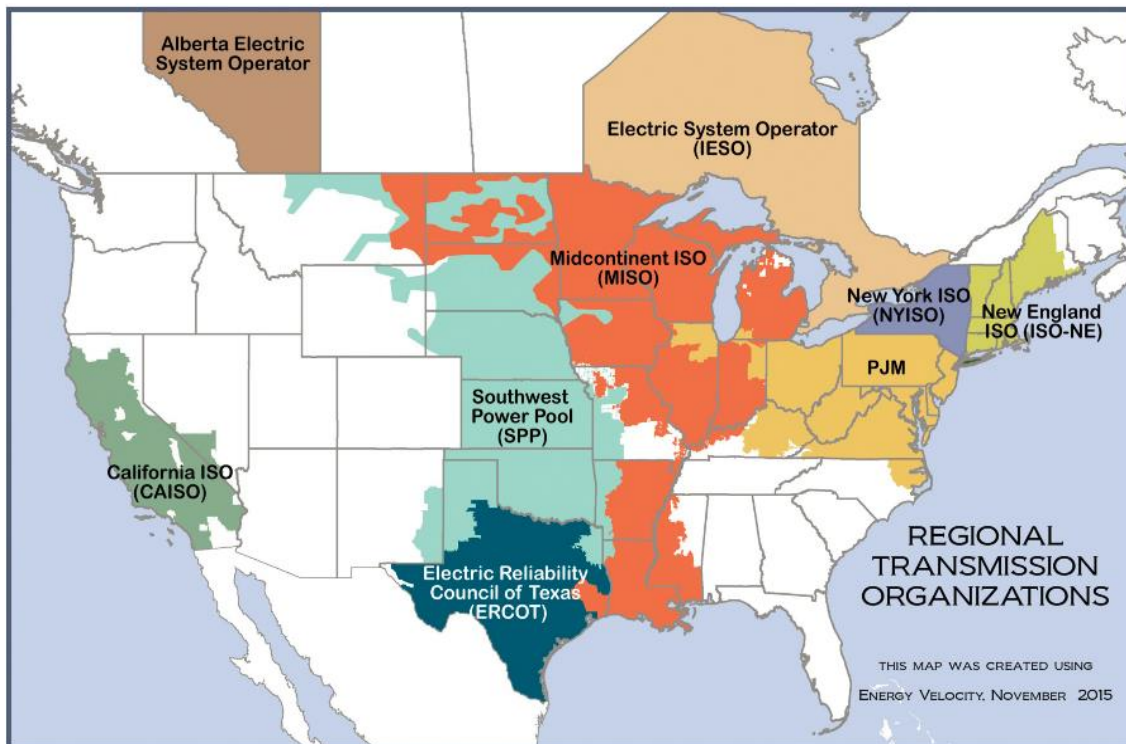 Alberta Electric
System Operator
Electric System Operator
(IESO)
Midcontinent ISO
(MISO)
New York ISO
(NYISO)
New England
ISO (ISO-NE)
PJM
Southwest
Power Pool
(SPP)
California ISO
(CAISO)
Electric Reliability
Council of Texas
(ERCOT)
REGIONAL
TRANSMISSION
ORGANIZATIONS
THIS MAP WAS CREATED USING
ENERGY VELOCITY, NOVEMBER 2015